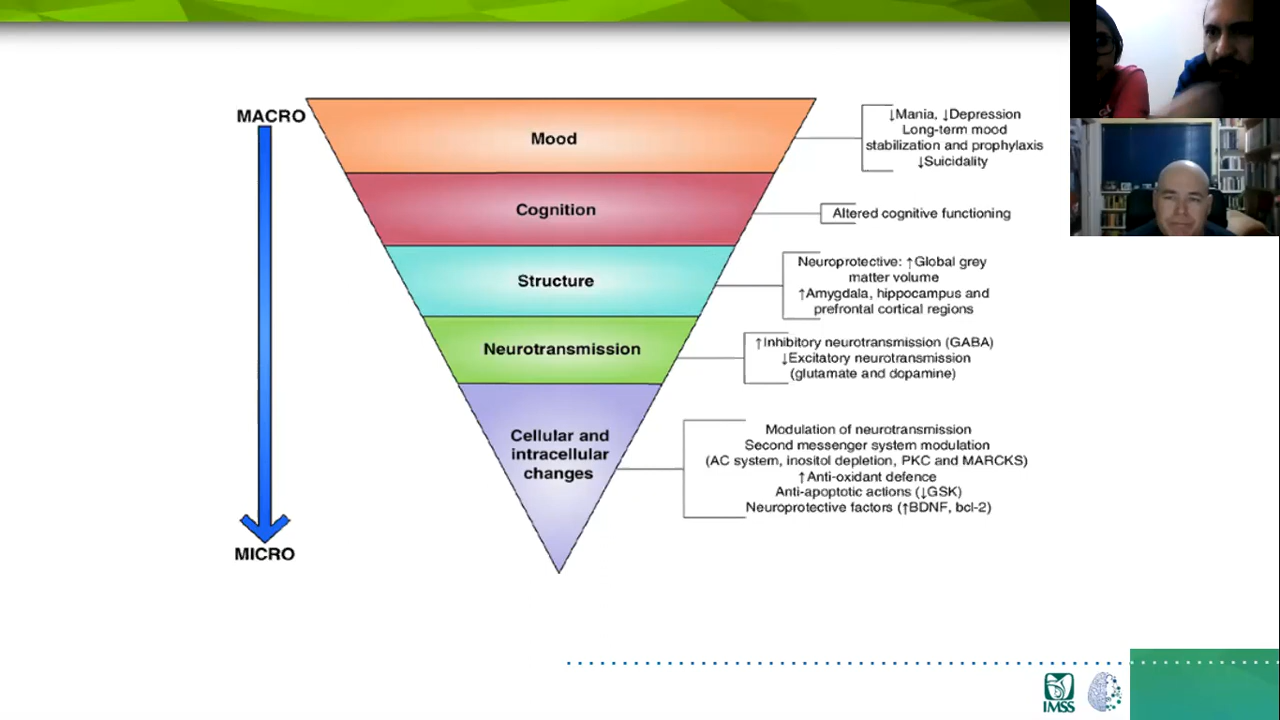 MACRO
Mood
↓Mania, ↓Depression
Long-term mood
stabilization and prophylaxis
↓Suicidality
Cognition
Altered cognitive functioning
Structure
Neuroprotective: ↑Global grey
matter volume
↑Amygdala, hippocampus and
prefrontal cortical regions
Neurotransmission
↑Inhibitory neurotransmission (GABA)
↓Excitatory neurotransmission
(glutamate and dopamine)
Cellular and
intracellular
changes
Modulation of neurotransmission
Second messenger system modulation
(AC system, inositol depletion, PKC and MARCKS)
↑Anti-oxidant defence
Anti-apoptotic actions (↓GSK)
Neuroprotective factors (↑BDNF, bcl-2)
MICRO
IMSS